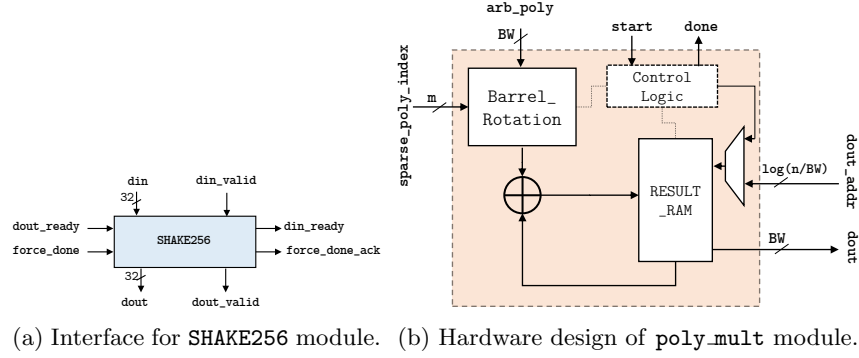 din
din_valid
32
dout_ready
din_ready
SHAKE256
force_done
force_done_ack
32
dout
dout_valid
(a) Interface for SHAKE256 module.
arb_poly
BW
start
done
sparse_poly_index
m
Barrel_
Rotation
Control
Logic
RESULT
_RAM
log(n/BW)
dout_addr
BW
dout
(b) Hardware design of poly_mult module.